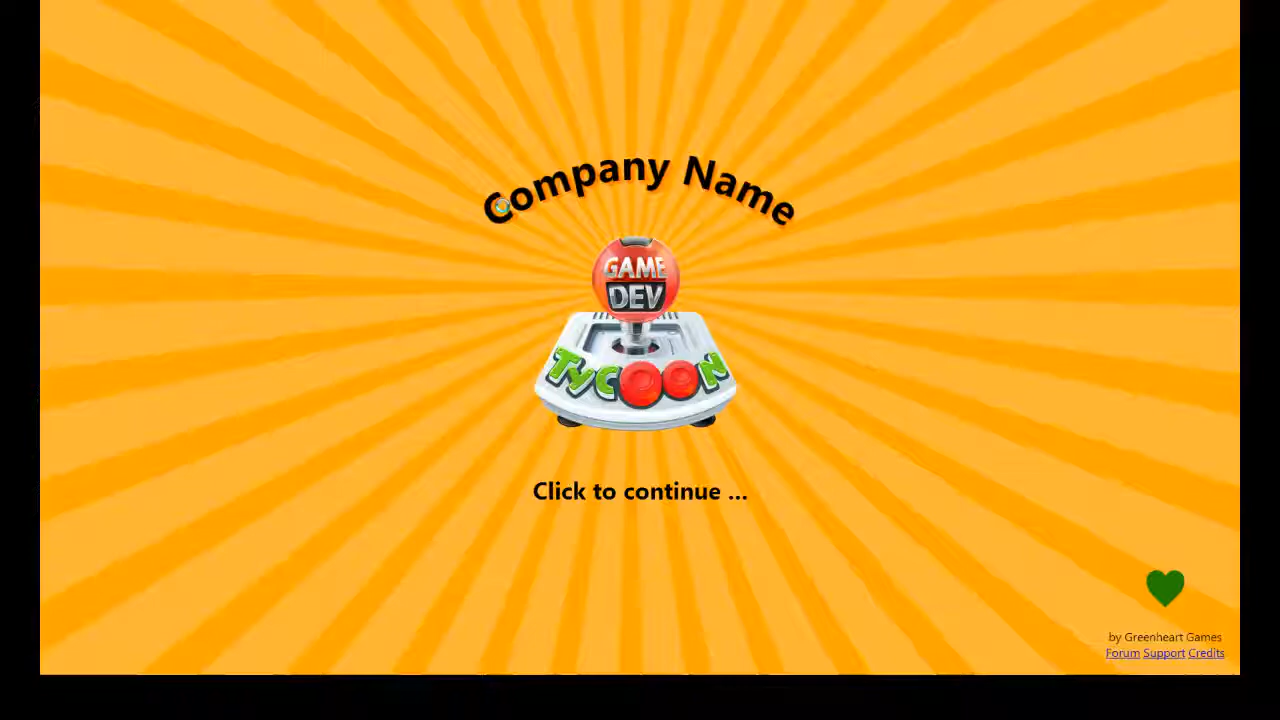 Company Name
GAME
DEV
TYCOON
Click to continue ...
by Greenheart Games
Forum Support Credits